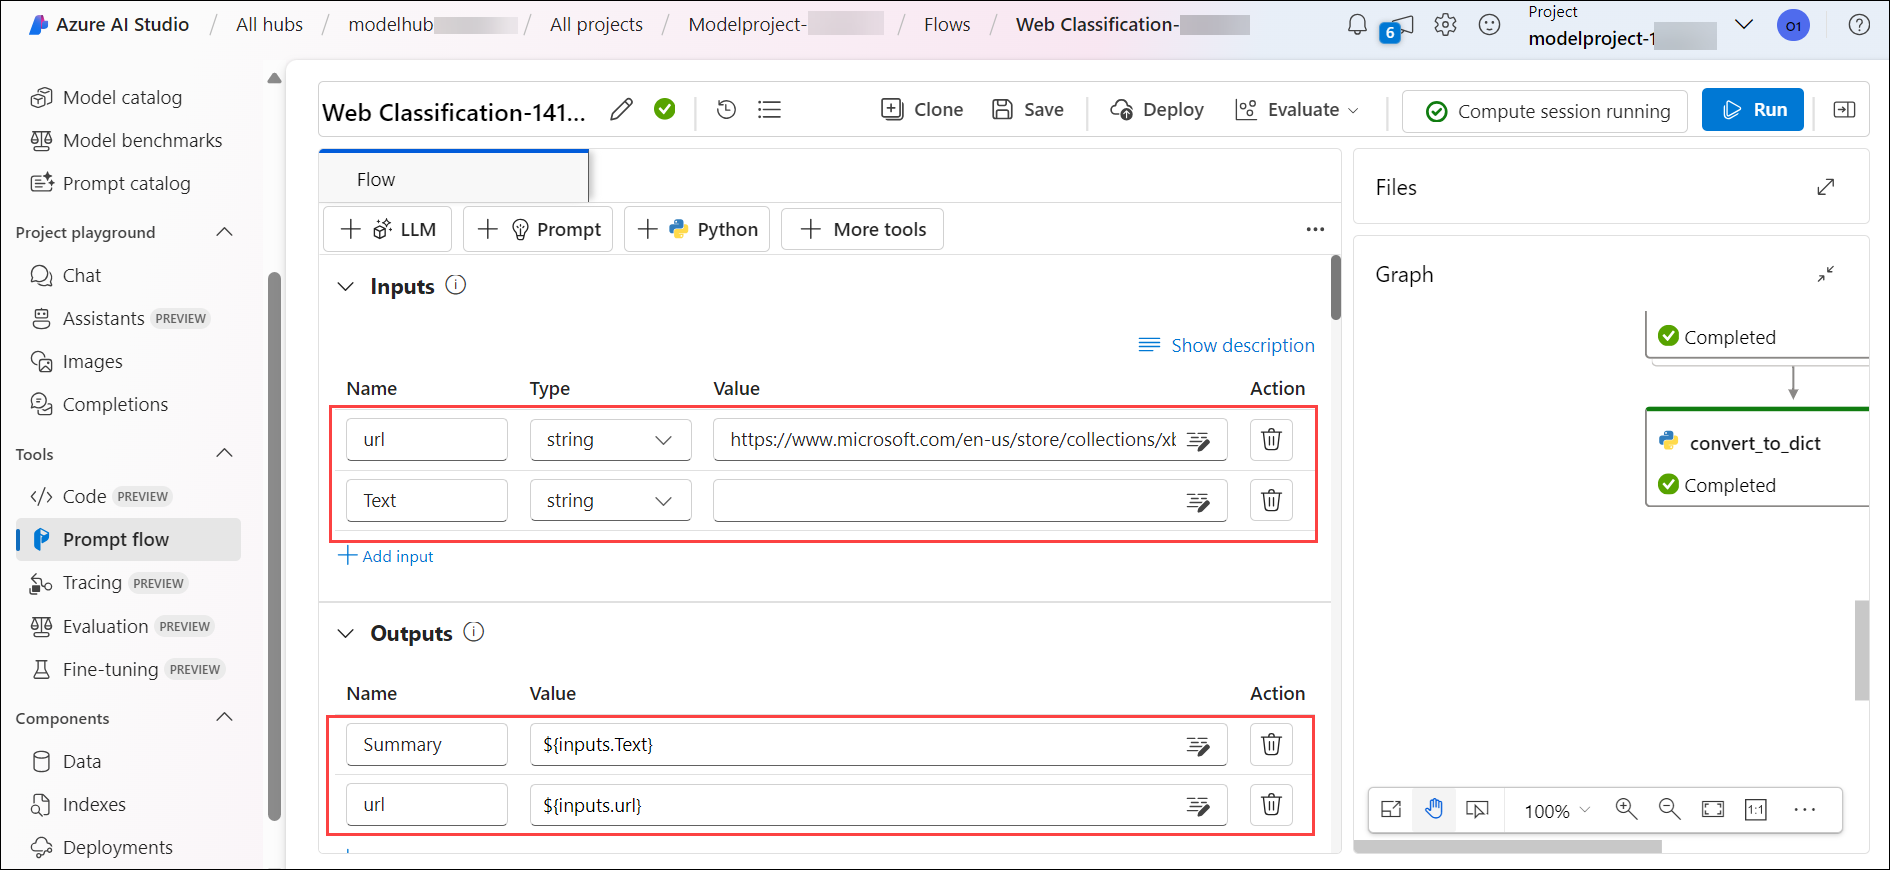 Azure AI Studio / All hubs / modelhub / All projects / Modelproject- / Flows / Web Classification-
6
Project
modelproject-1
O1
Model catalog
Model benchmarks
Prompt catalog
Project playground
Chat
Assistants PREVIEW
Images
Completions
Tools
Code PREVIEW
Prompt flow
Tracing PREVIEW
Evaluation PREVIEW
Fine-tuning PREVIEW
Components
Data
Indexes
Deployments
Web Classification-141...
Clone
Save
Deploy
Evaluate
Compute session running
Run
Flow
LLM
Prompt
Python
More tools
...
Inputs
Show description
Name Type Value Action
url string https://www.microsoft.com/en-us/store/collections/xb
Text string
Add input
Outputs
Name Value Action
Summary ${inputs.Text}
url ${inputs.url}
Files
Graph
Completed
convert_to_dict
Completed
100%
1:1
...